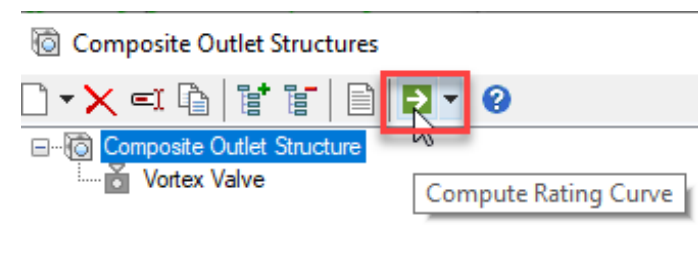 Composite Outlet Structures
Composite Outlet Structure
Vortex Valve
Compute Rating Curve